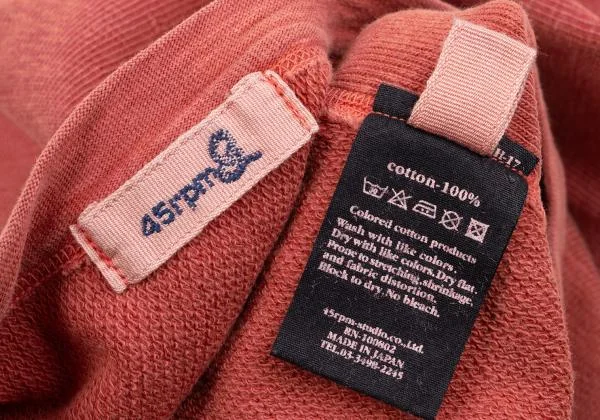 45rpm
cotton-100%
Colored cotton products
Wash with like colors.
Dry with like colors. Dry flat.
Prone to stretching, shrinkage,
and fabric distortion.
Block to dry. No bleach.
45rpm-studio.co.,Ltd.
RN-100802
MADE IN JAPAN
TEL.03-3498-2245